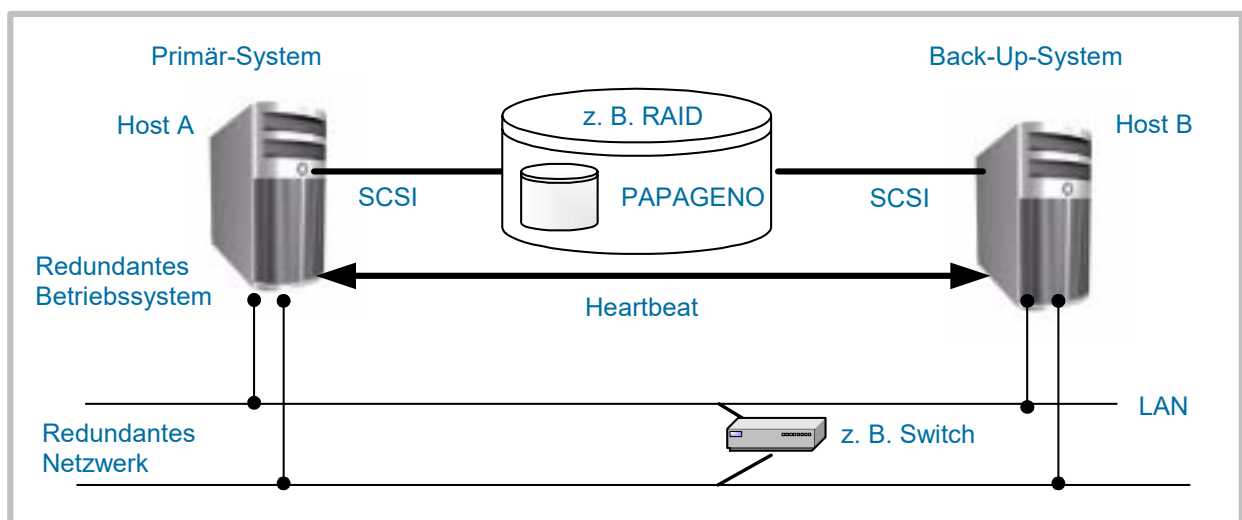 Primär-System
Back-Up-System
Host A
z. B. RAID
Host B
SCSI
PAPAGENO
SCSI
Redundantes
Betriebssystem
Heartbeat
LAN
Redundantes
Netzwerk
z. B. Switch